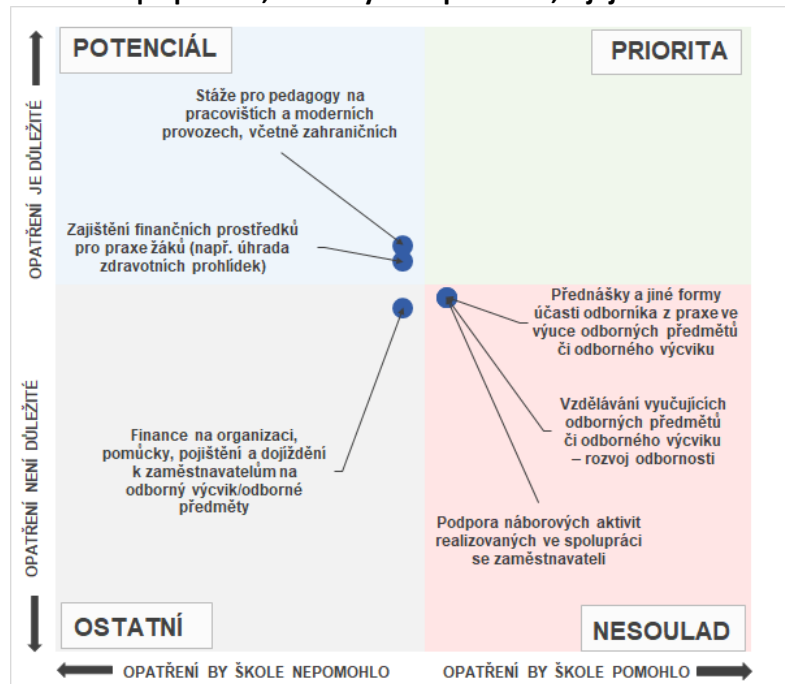 POTENCIÁL
PRIORITA
Stáže pro pedagogy na
pracovištích a moderních
provozech, včetně zahraničních
Zajištění finančních prostředků
pro praxe žáků (např. úhrada
zdravotních prohlídek)
Přednášky a jiné formy
účasti odborníka z praxe ve
výuce odborných předmětů
či odborného výcviku
Vzdělávání vyučujících
odborných předmětů
či odborného výcviku
– rozvoj odbornosti
Finance na organizaci,
pomůcky, pojištění a dojíždění
k zaměstnavatelům na
odborný výcvik/odborné
předměty
Podpora náborových aktivit
realizovaných ve spolupráci
se zaměstnavateli
OSTATNÍ
NESOULAD
OPATŘENÍ JE DŮLEŽITÉ
OPATŘENÍ NENÍ DŮLEŽITÉ
OPATŘENÍ BY ŠKOLE NEPOMOHLO
OPATŘENÍ BY ŠKOLE POMOHLO